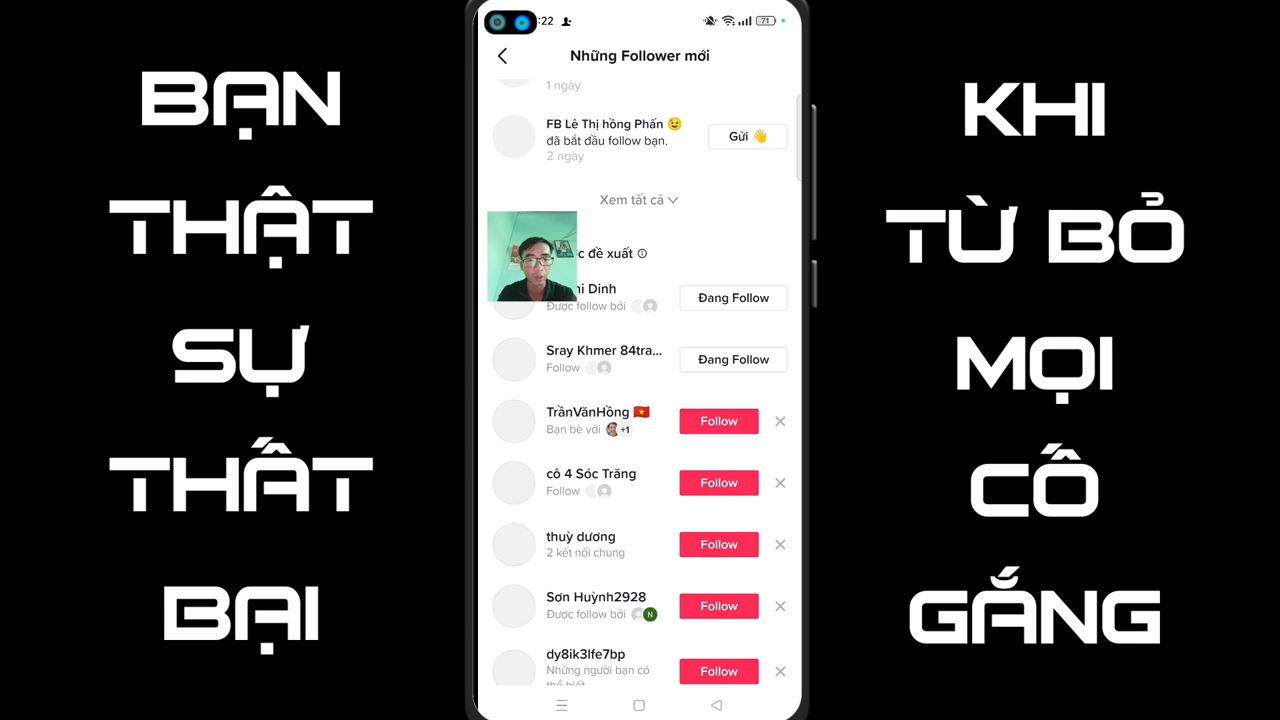 BẠN
THẬT
SỰ
THẤT
BẠI
:22
71
Những Follower mới
1 ngày
FB Lê Thị hồng Phấn 😉
đã bắt đầu follow bạn.
2 ngày
Gửi 👋
Xem tất cả
đề xuất
Dinh
Được follow bởi
Đang Follow
Sray Khmer 84tra...
Follow
Đang Follow
TrầnVănHồng 🇻🇳
Bạn bè với +1
Follow
cô 4 Sóc Trăng
Follow
Follow
thuỳ dương
2 kết nối chung
Follow
Sơn Huỳnh2928
Được follow bởi N
Follow
dy8ik3lfe7bp
Những người bạn có
Follow
KHI
TỪ BỎ
MỌI
CỐ
GẮNG